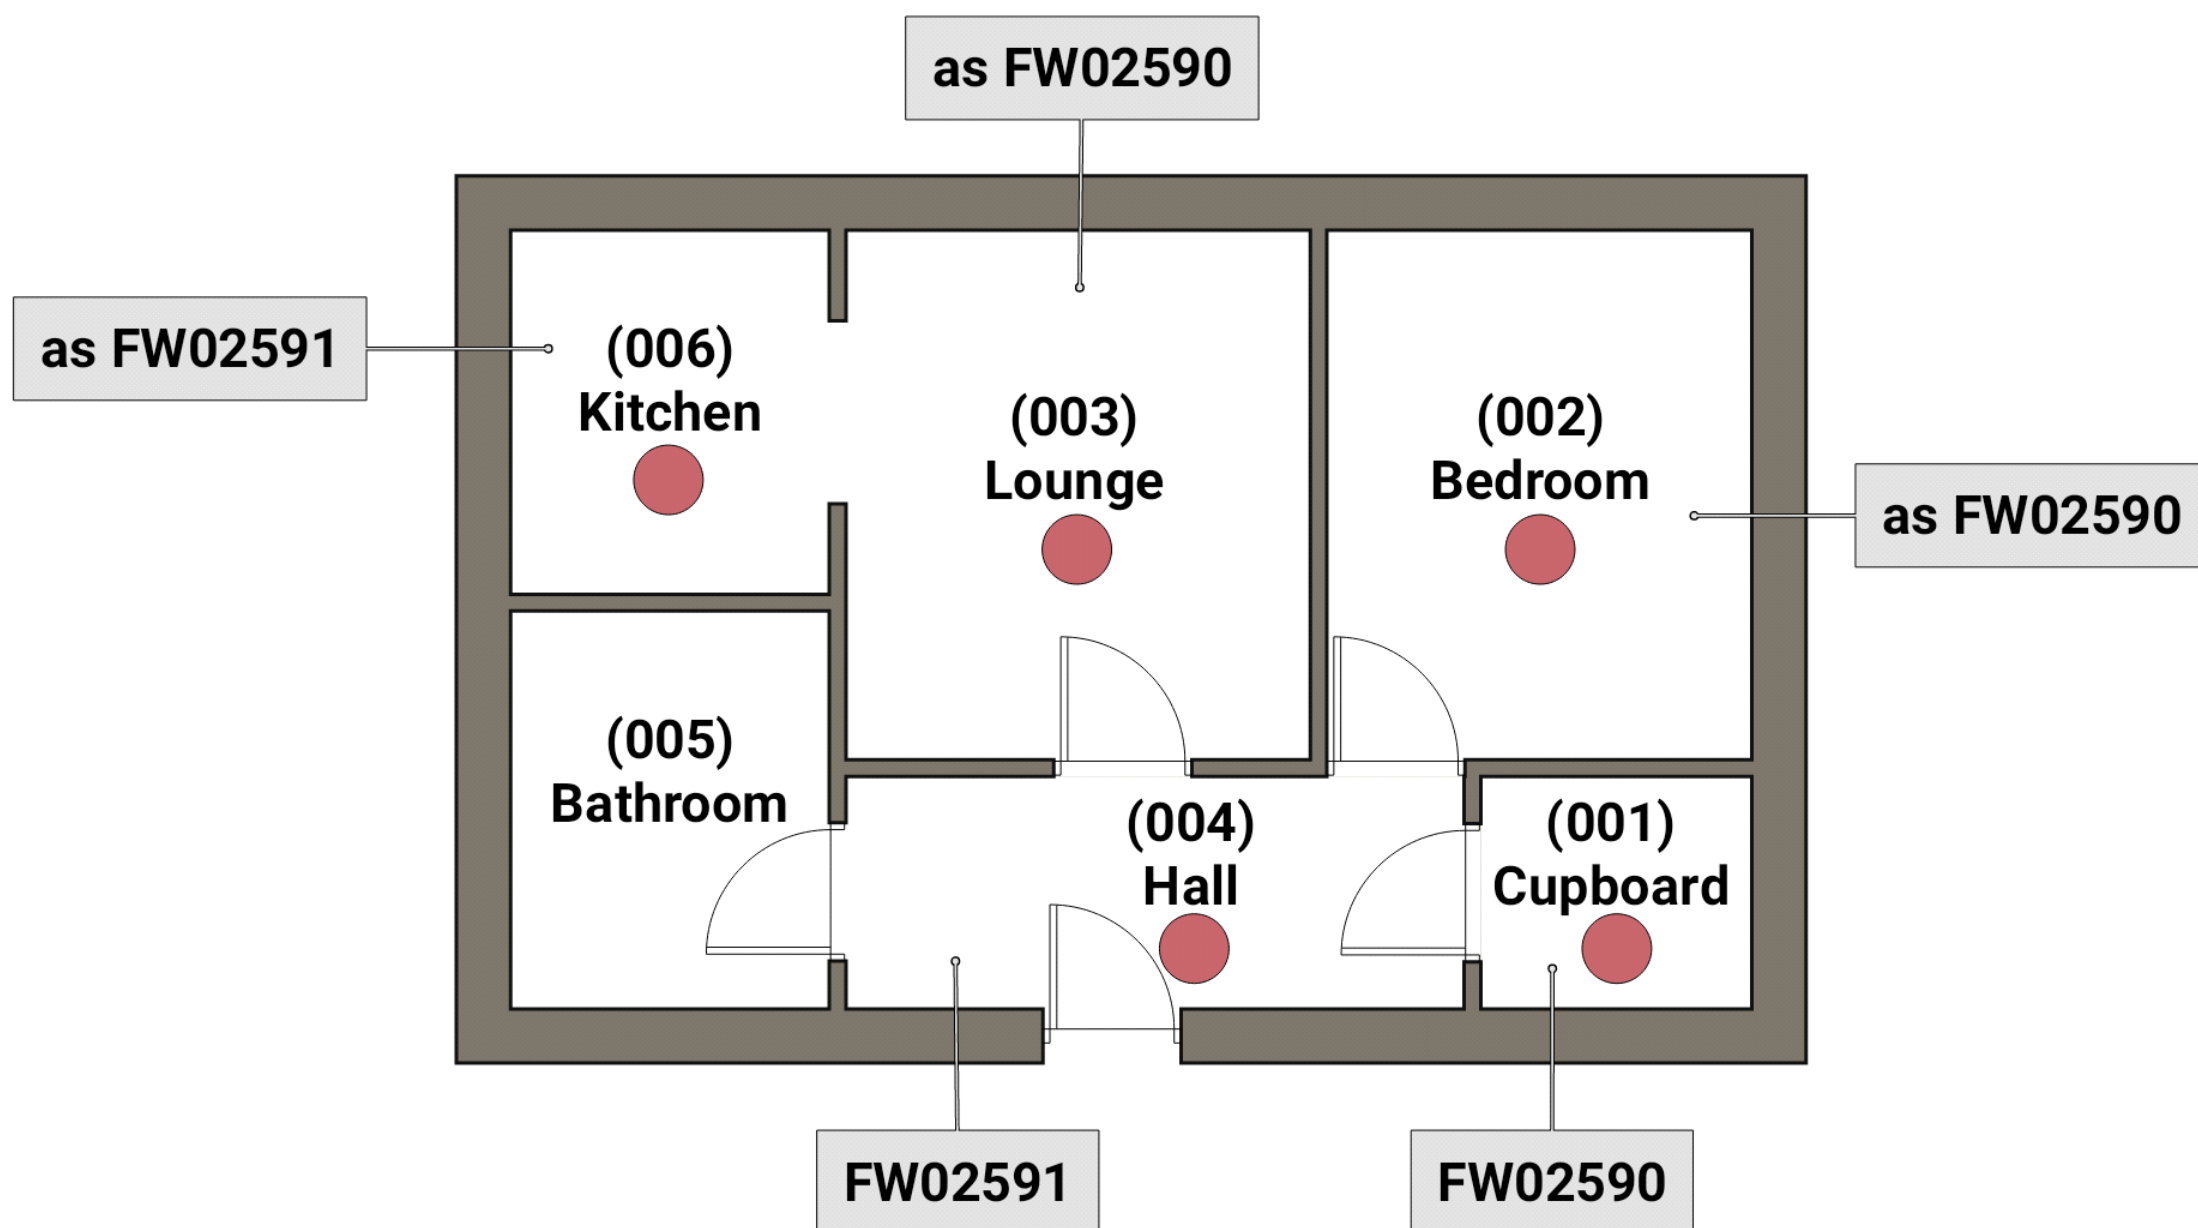 as FW02590
as FW02591
(006)
Kitchen
(003)
Lounge
(002)
Bedroom
as FW02590
(005)
Bathroom
(004)
Hall
(001)
Cupboard
FW02591
FW02590